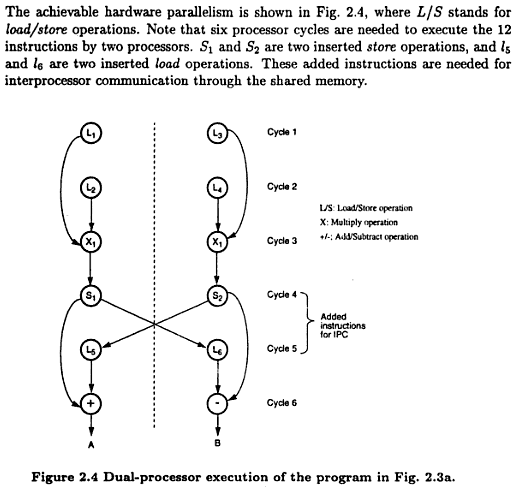 The achievable hardware parallelism is shown in Fig. 2.4, where L/S stands for
load/store operations. Note that six processor cycles are needed to execute the 12
instructions by two processors. S1 and S2 are two inserted store operations, and l5
and l6 are two inserted load operations. These added instructions are needed for
interprocessor communication through the shared memory.
L1 L3 Cycle 1
L2 L4 Cycle 2
L/S: Load/Store operation
X: Multiply operation
+/-: Add/Subtract operation
X1 X1 Cycle 3
S1 S2 Cycle 4
Added
instructions
for IPC
L5 L6 Cycle 5
+ - Cycle 6
A B
Figure 2.4 Dual-processor execution of the program in Fig. 2.3a.